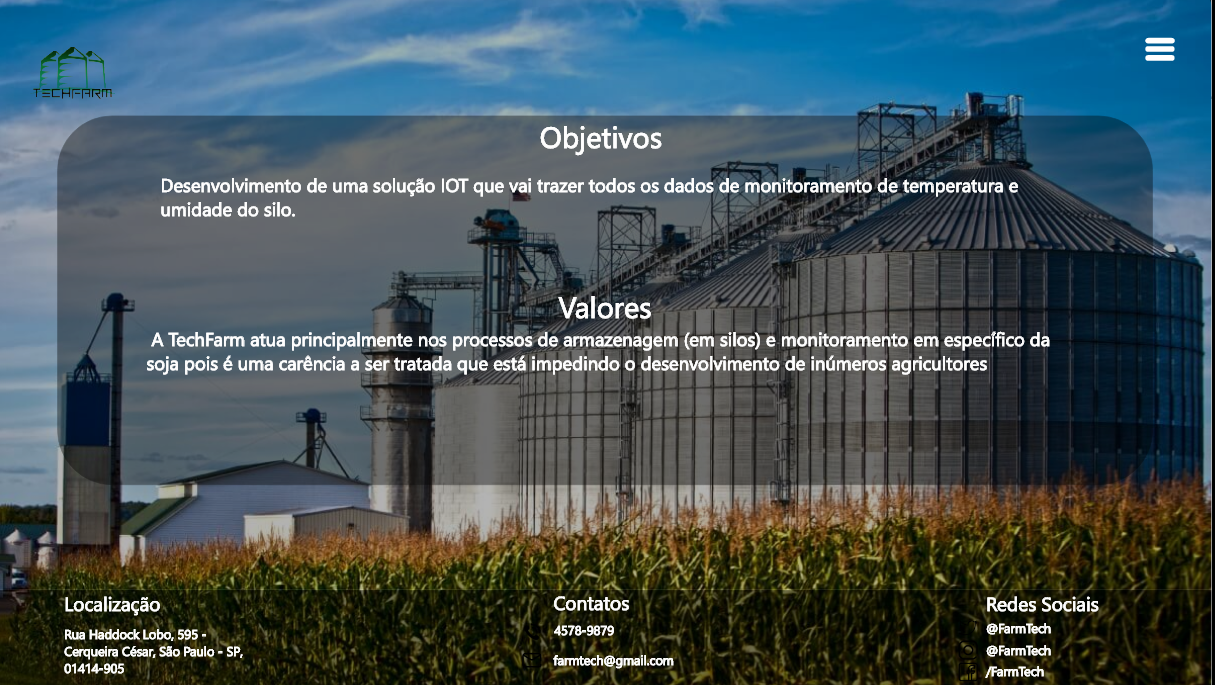 TECHFARM
Objetivos
Desenvolvimento de uma solução IOT que vai trazer todos os dados de monitoramento de temperatura e
umidade do silo.
Valores
A TechFarm atua principalmente nos processos de armazenagem (em silos) e monitoramento em específico da
soja pois é uma carência a ser tratada que está impedindo o desenvolvimento de inúmeros agricultores
Localização
Rua Haddock Lobo, 595 -
Cerqueira César, São Paulo - SP,
01414-905
Contatos
4578-9879
farmtech@gmail.com
Redes Sociais
@FarmTech
@FarmTech
/FarmTech